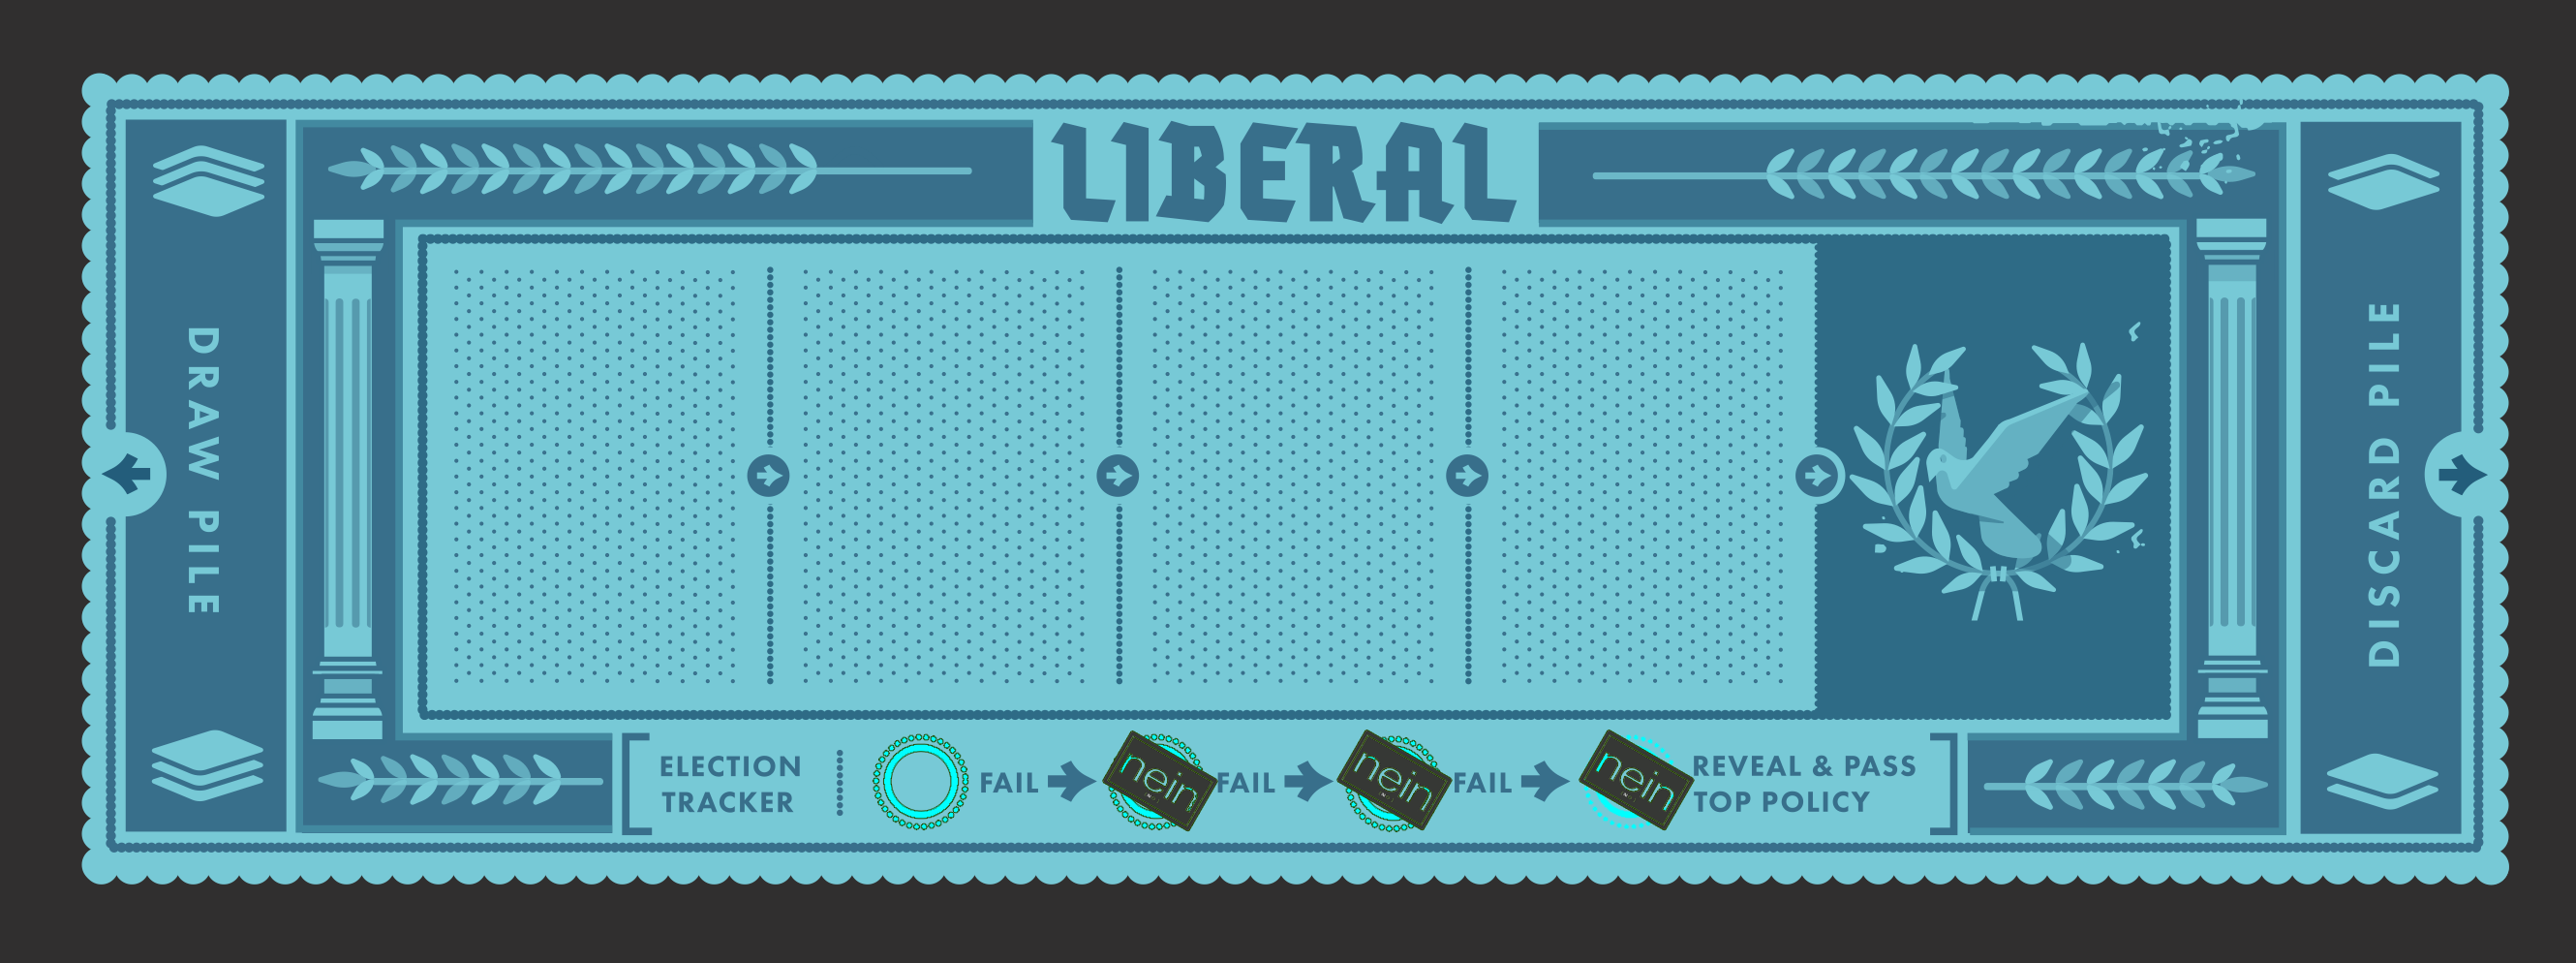 LIBERAL
DRAW PILE
DISCARD PILE
ELECTION
TRACKER
FAIL
nein
FAIL
nein
FAIL
nein
REVEAL & PASS
TOP POLICY